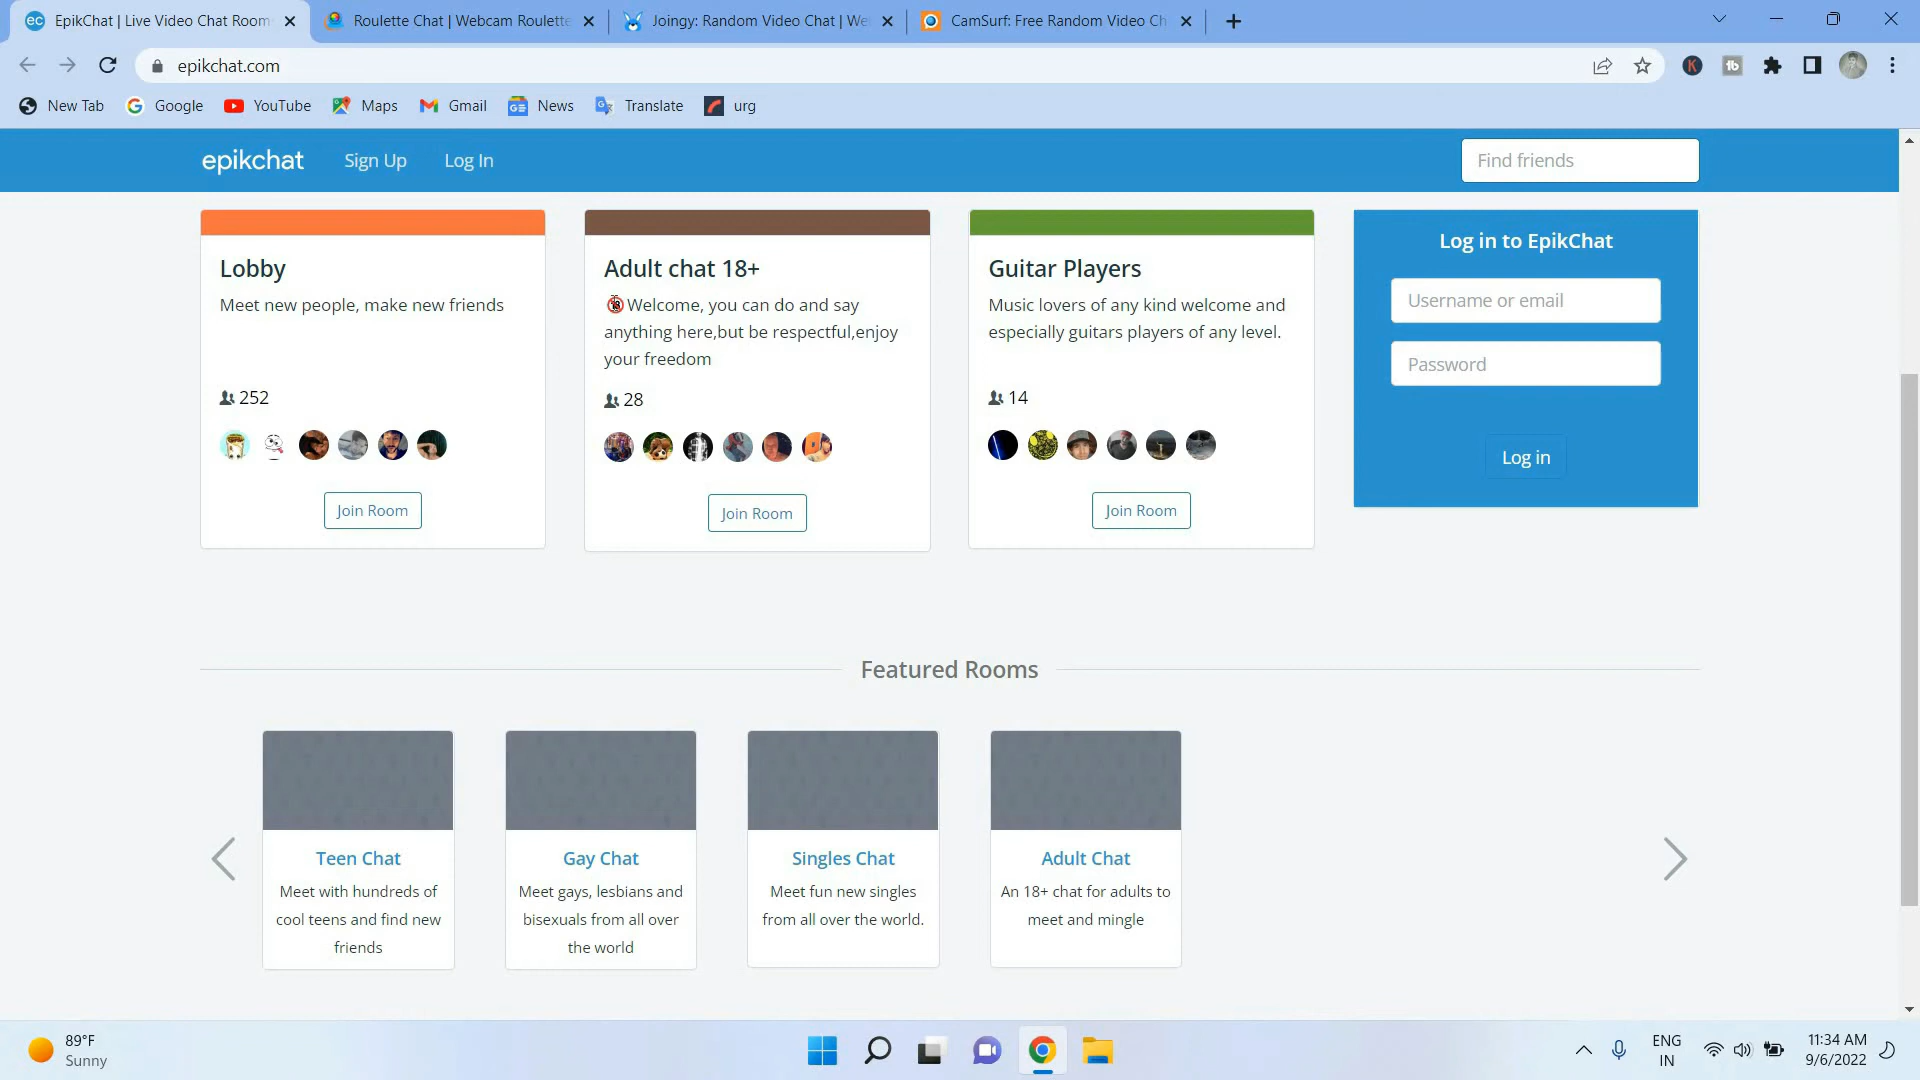 EpikChat | Live Video Chat Room
Roulette Chat | Webcam Roulette
Joingy: Random Video Chat | We
CamSurf: Free Random Video Ch
epikchat.com
New Tab
Google
YouTube
Maps
Gmail
News
Translate
urg
epikchat
Sign Up
Log In
Find friends
Lobby
Meet new people, make new friends
252
Join Room
Adult chat 18+
Welcome, you can do and say
anything here,but be respectful,enjoy
your freedom
28
Join Room
Guitar Players
Music lovers of any kind welcome and
especially guitars players of any level.
14
Join Room
Log in to EpikChat
Username or email
Password
Log in
Featured Rooms
Teen Chat
Meet with hundreds of
cool teens and find new
friends
Gay Chat
Meet gays, lesbians and
bisexuals from all over
the world
Singles Chat
Meet fun new singles
from all over the world.
Adult Chat
An 18+ chat for adults to
meet and mingle
89°F
Sunny
ENG
IN
11:34 AM
9/6/2022